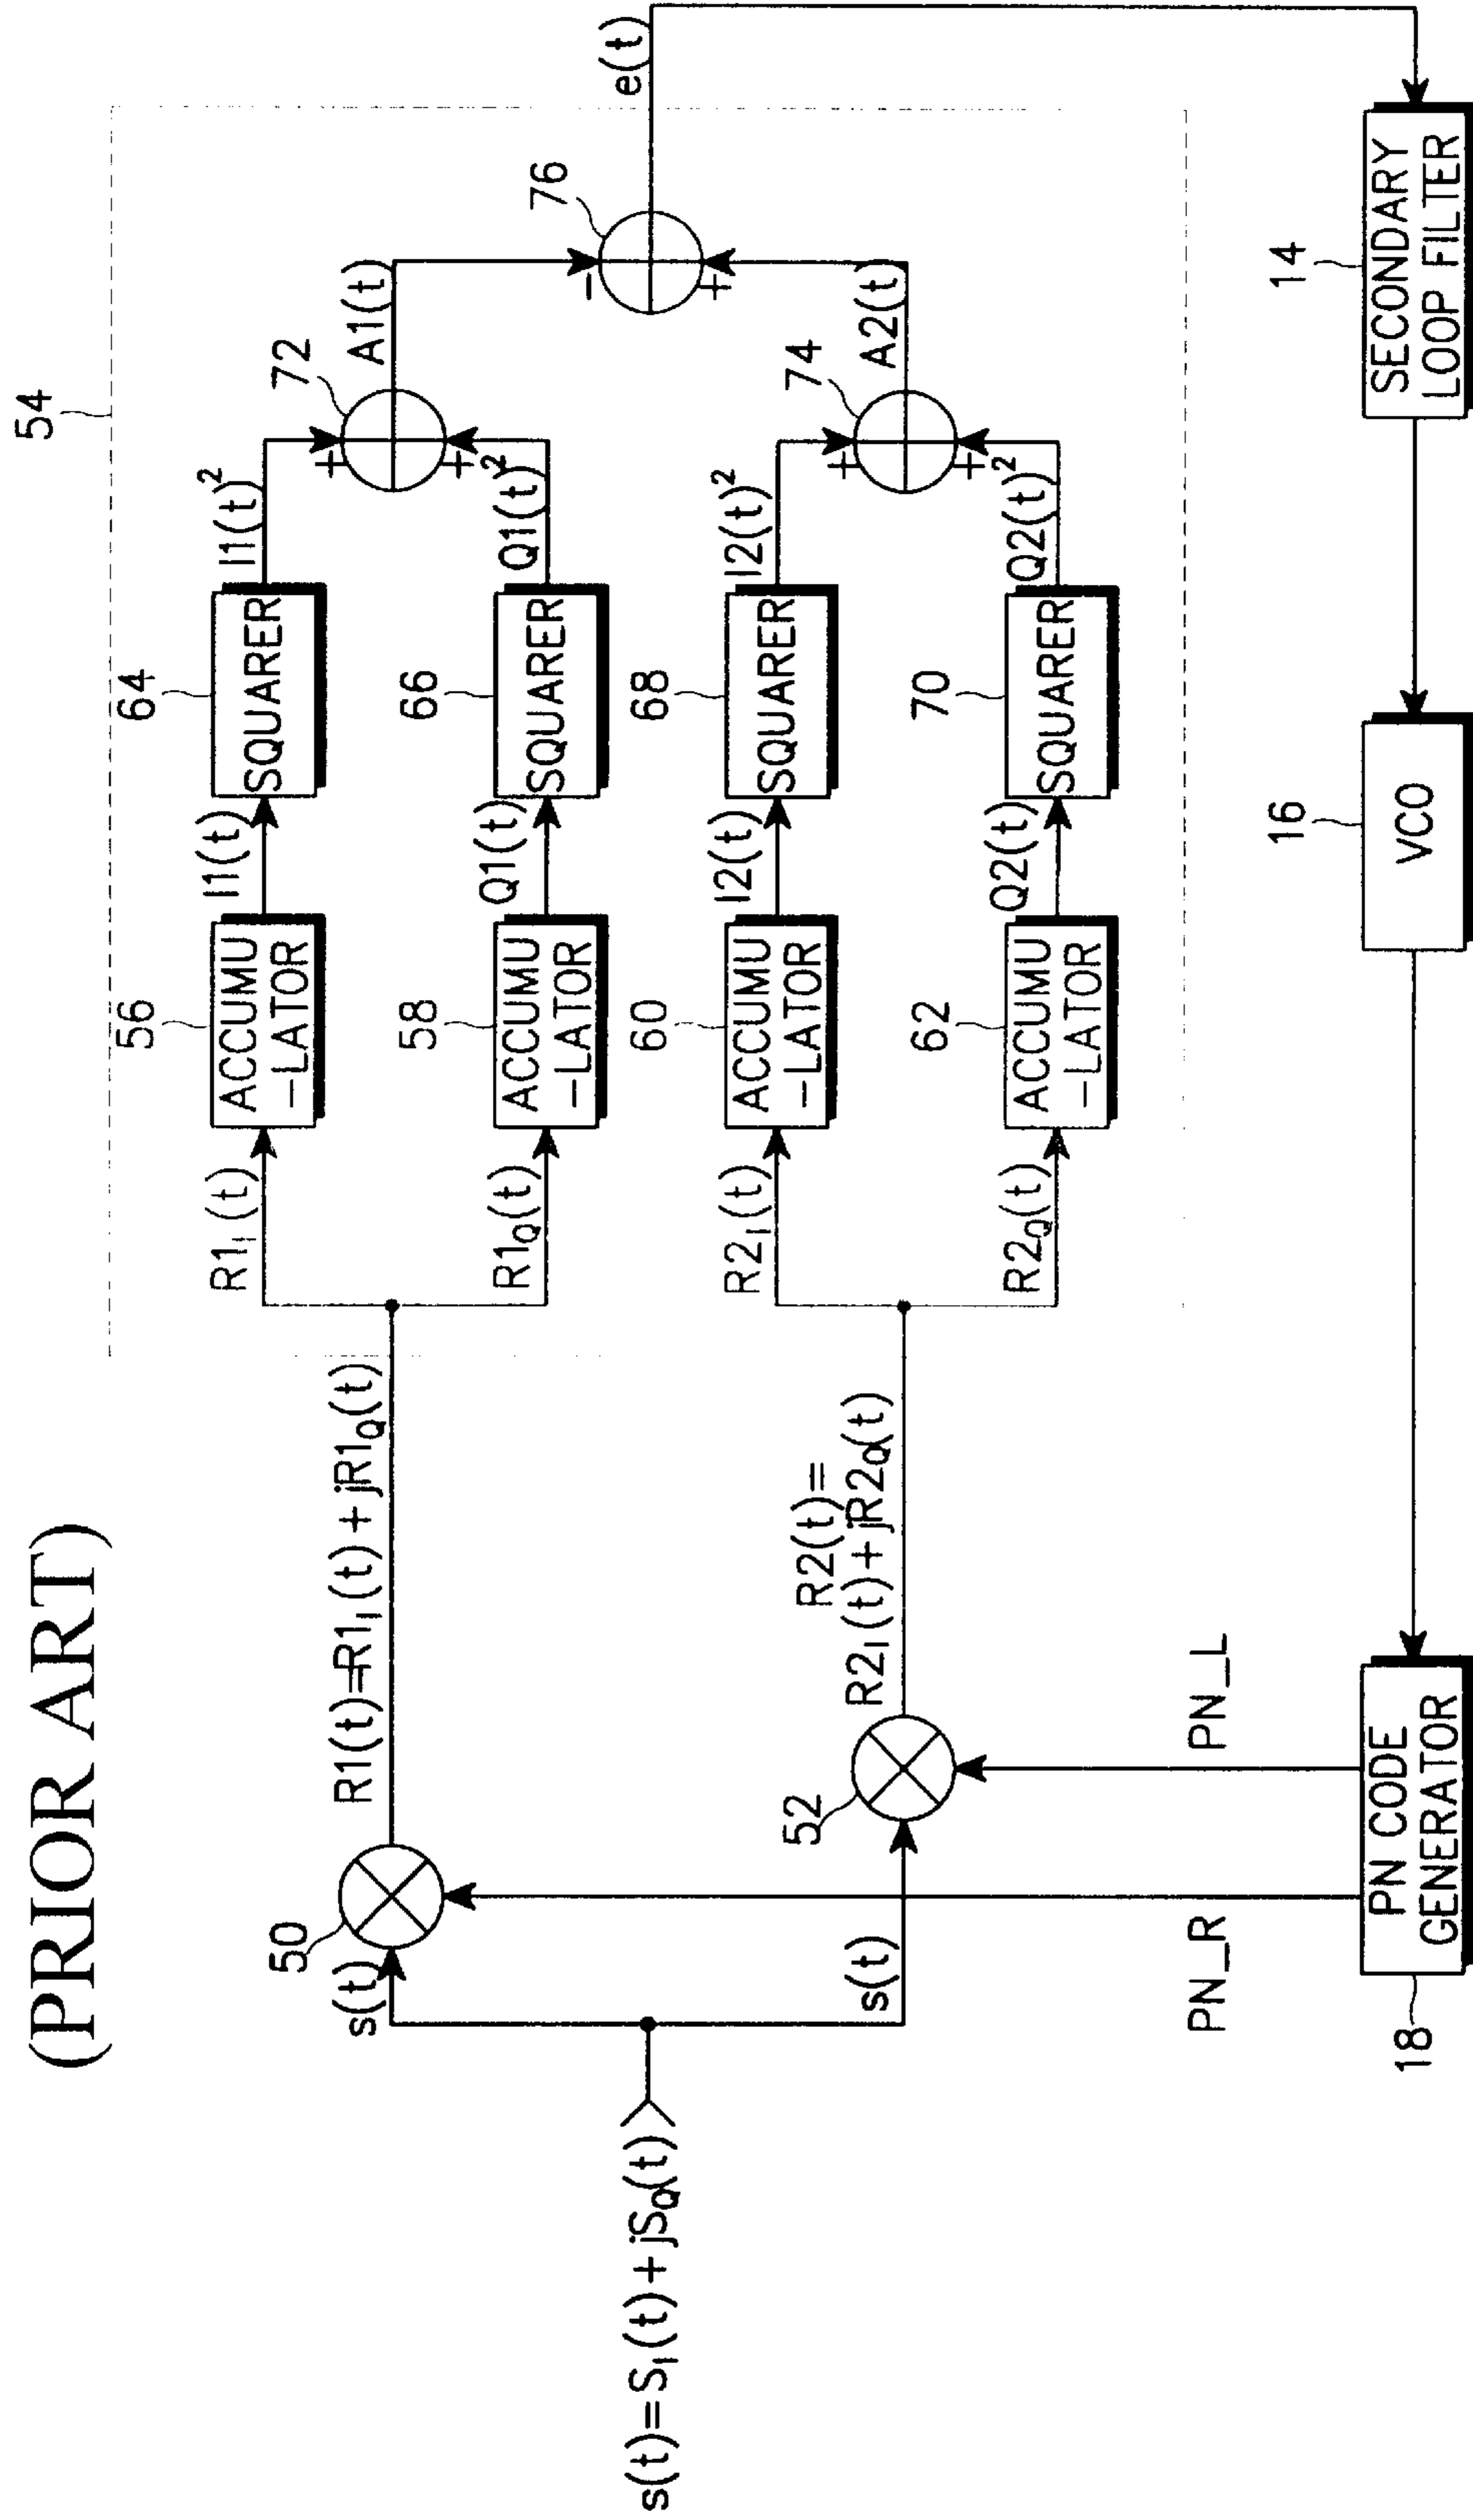 (PRIOR ART)
54
56
64
R1I(t)
ACCUMU
-LATOR
I1(t)
SQUARER
I1(t)²
72
50
s(t)
R1(t)=R1I(t)+jR1Q(t)
A1(t)
+
+
58
66
R1Q(t)
ACCUMU
-LATOR
Q1(t)
SQUARER
Q1(t)²
76
e(t)
-
+
s(t)=SI(t)+jSQ(t)
60
68
R2I(t)
ACCUMU
-LATOR
I2(t)
SQUARER
I2(t)²
74
52
s(t)
R2(t)=
R2I(t)+jR2Q(t)
A2(t)
+
+
62
70
R2Q(t)
ACCUMU
-LATOR
Q2(t)
SQUARER
Q2(t)²
PN_R
PN_L
18
PN CODE
GENERATOR
16
VCO
14
SECONDARY
LOOP FILTER